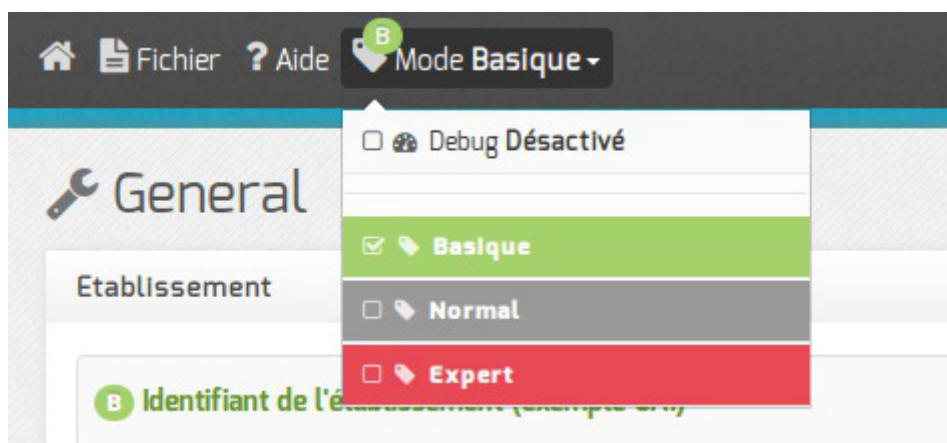 Fichier ? Aide B Mode Basique
Debug Désactivé
General
Basique
Etablissement
Normal
Expert
B Identifiant de l'é